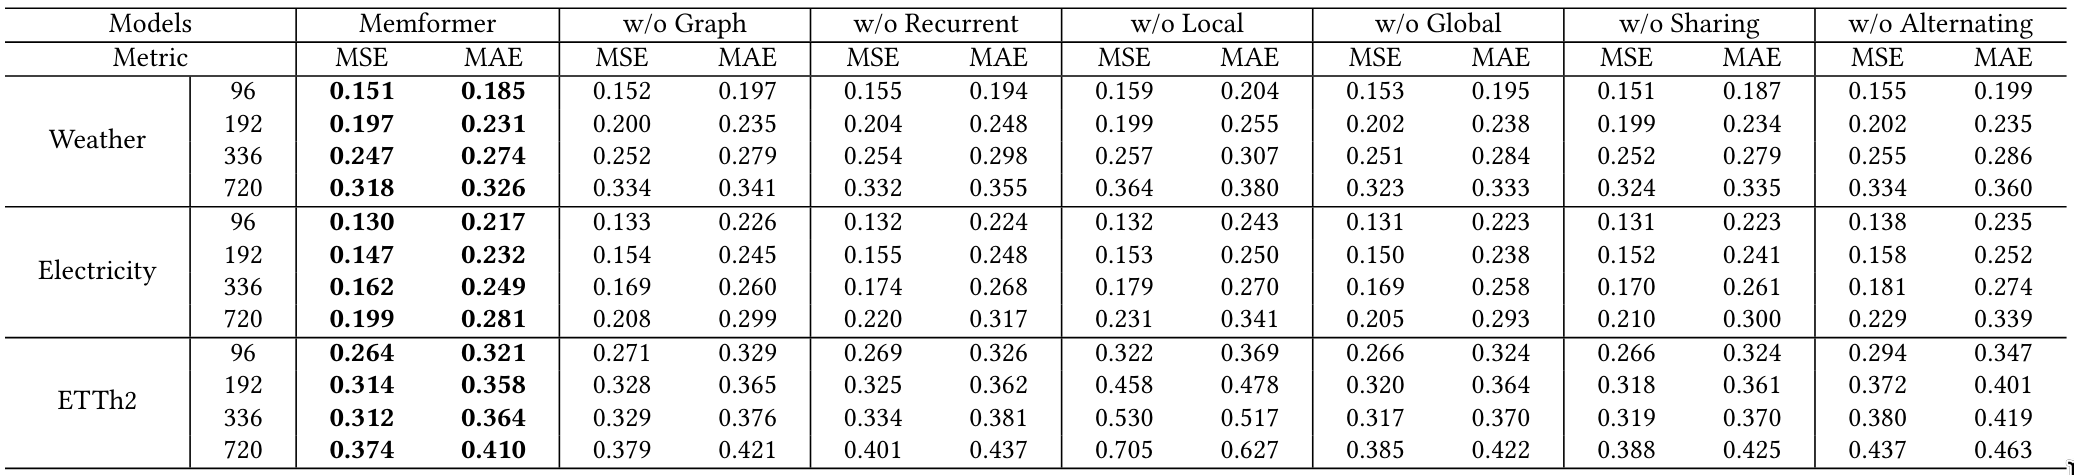 Models Memformer w/o Graph w/o Recurrent w/o Local w/o Global w/o Sharing w/o Alternating
Metric MSE MAE MSE MAE MSE MAE MSE MAE MSE MAE MSE MAE MSE MAE
Weather
96 0.151 0.185 0.152 0.197 0.155 0.194 0.159 0.204 0.153 0.195 0.151 0.187 0.155 0.199
192 0.197 0.231 0.200 0.235 0.204 0.248 0.199 0.255 0.202 0.238 0.199 0.234 0.202 0.235
336 0.247 0.274 0.252 0.279 0.254 0.298 0.257 0.307 0.251 0.284 0.252 0.279 0.255 0.286
720 0.318 0.326 0.334 0.341 0.332 0.355 0.364 0.380 0.323 0.333 0.324 0.335 0.334 0.360
Electricity
96 0.130 0.217 0.133 0.226 0.132 0.224 0.132 0.243 0.131 0.223 0.131 0.223 0.138 0.235
192 0.147 0.232 0.154 0.245 0.155 0.248 0.153 0.250 0.150 0.238 0.152 0.241 0.158 0.252
336 0.162 0.249 0.169 0.260 0.174 0.268 0.179 0.270 0.169 0.258 0.170 0.261 0.181 0.274
720 0.199 0.281 0.208 0.299 0.220 0.317 0.231 0.341 0.205 0.293 0.210 0.300 0.229 0.339
ETTh2
96 0.264 0.321 0.271 0.329 0.269 0.326 0.322 0.369 0.266 0.324 0.266 0.324 0.294 0.347
192 0.314 0.358 0.328 0.365 0.325 0.362 0.458 0.478 0.320 0.364 0.318 0.361 0.372 0.401
336 0.312 0.364 0.329 0.376 0.334 0.381 0.530 0.517 0.317 0.370 0.319 0.370 0.380 0.419
720 0.374 0.410 0.379 0.421 0.401 0.437 0.705 0.627 0.385 0.422 0.388 0.425 0.437 0.463